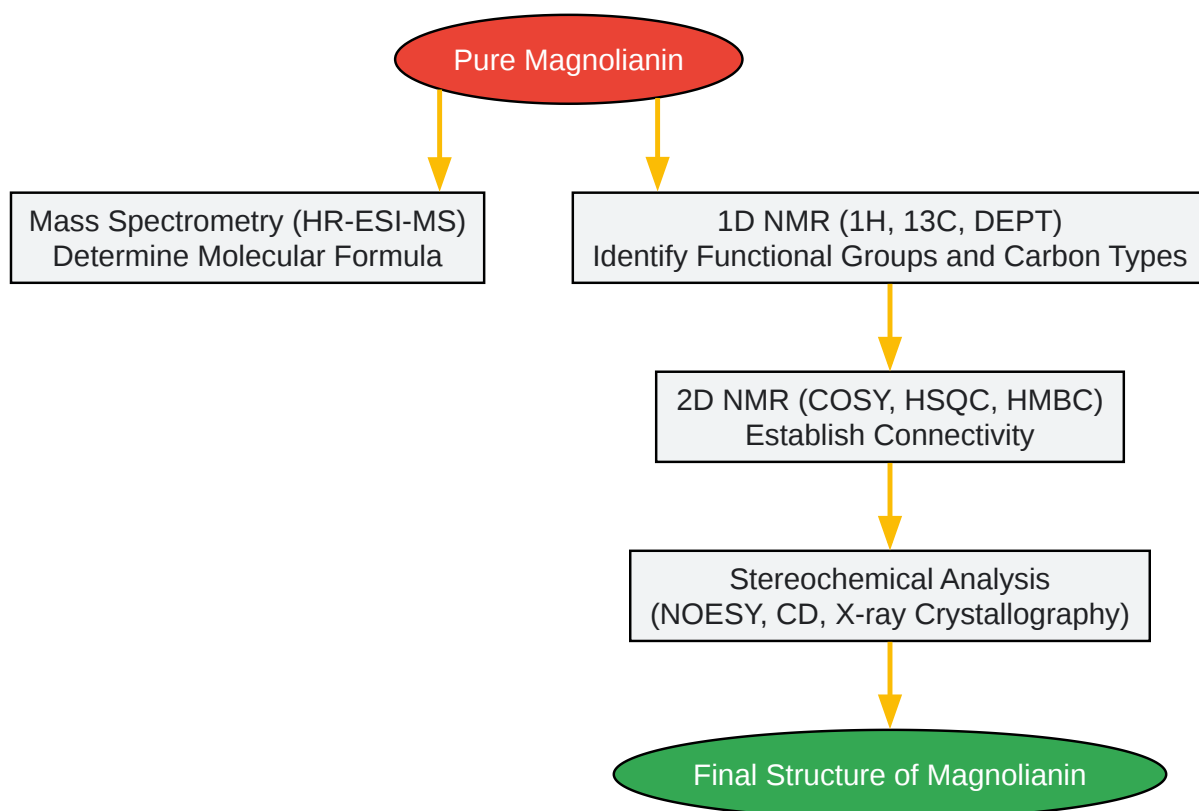 Pure Magnolianin
Mass Spectrometry (HR-ESI-MS)
Determine Molecular Formula
1D NMR (1H, 13C, DEPT)
Identify Functional Groups and Carbon Types
2D NMR (COSY, HSQC, HMBC)
Establish Connectivity
Stereochemical Analysis
(NOESY, CD, X-ray Crystallography)
Final Structure of Magnolianin